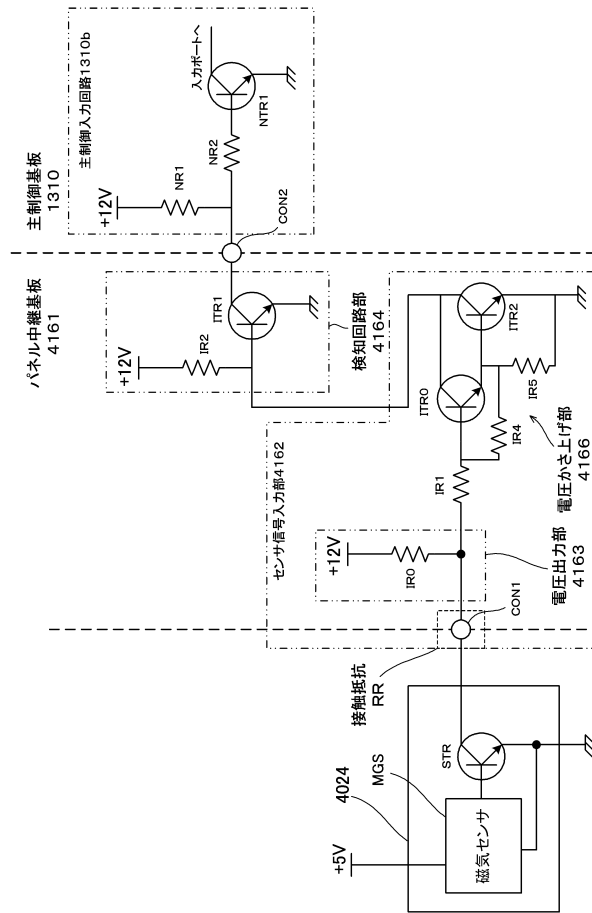 主制御基板
1310
主制御入力回路1310b
入力ポートへ
NTR1
NR2
NR1
+12V
CON2
パネル中継基板
4161
+12V
IR2
ITR1
検知回路部
4164
センサ信号入力部4162
ITR0
ITR2
IR1
IR4
IR5
電圧かさ上げ部
4166
+12V
IR0
電圧出力部
4163
CON1
接触抵抗
RR
4024
MGS
STR
+5V
磁気センサ